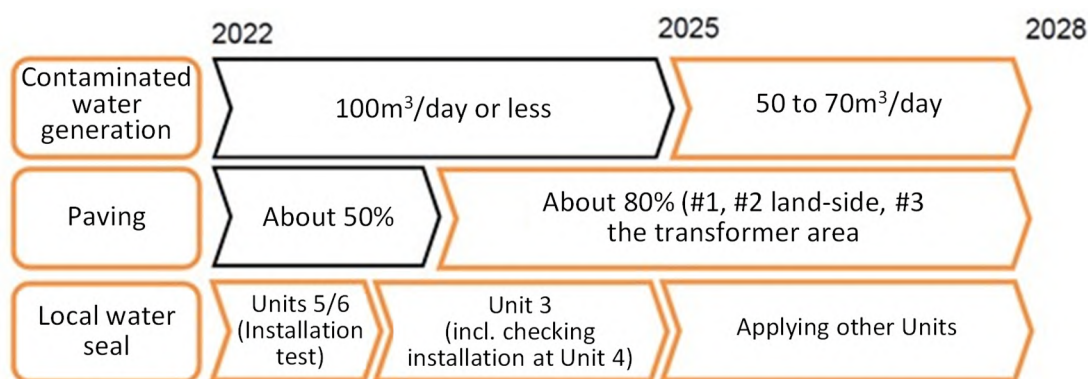 2022
2025
2028
Contaminated
water
generation
100m³/day or less
50 to 70m³/day
Paving
About 50%
About 80% (#1, #2 land-side, #3
the transformer area
Local water
seal
Units 5/6
(Installation
test)
Unit 3
(incl. checking
installation at Unit 4)
Applying other Units